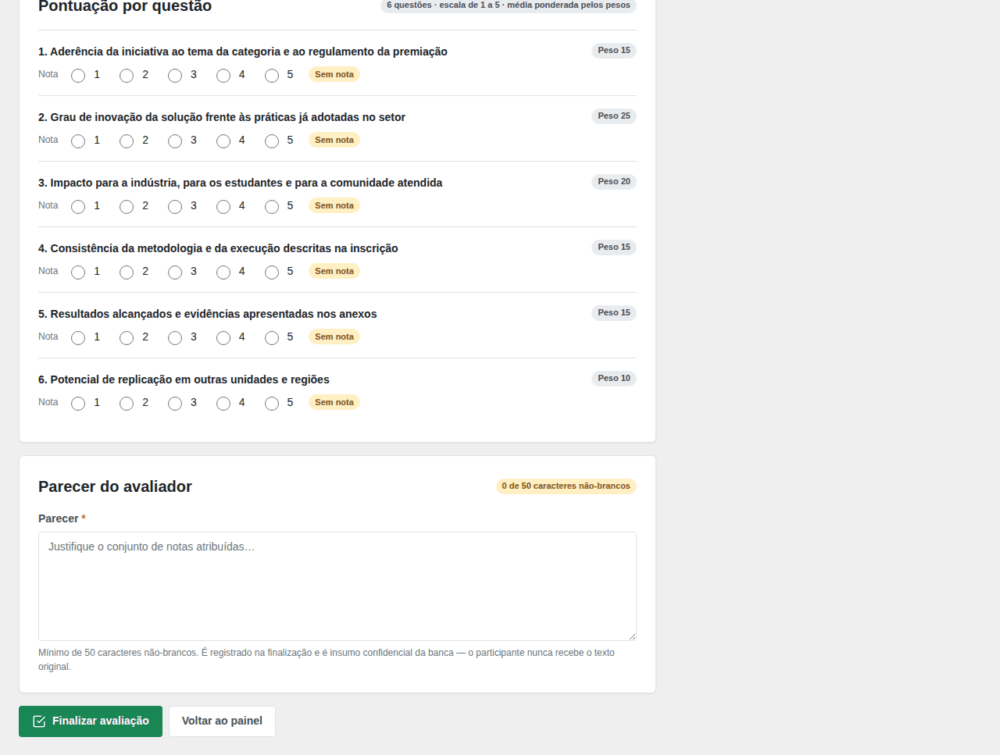 Pontuação por questão
6 questões · escala de 1 a 5 · média ponderada pelos pesos
1. Aderência da iniciativa ao tema da categoria e ao regulamento da premiação
Peso 15
Nota 1 2 3 4 5 Sem nota
2. Grau de inovação da solução frente às práticas já adotadas no setor
Peso 25
Nota 1 2 3 4 5 Sem nota
3. Impacto para a indústria, para os estudantes e para a comunidade atendida
Peso 20
Nota 1 2 3 4 5 Sem nota
4. Consistência da metodologia e da execução descritas na inscrição
Peso 15
Nota 1 2 3 4 5 Sem nota
5. Resultados alcançados e evidências apresentadas nos anexos
Peso 15
Nota 1 2 3 4 5 Sem nota
6. Potencial de replicação em outras unidades e regiões
Peso 10
Nota 1 2 3 4 5 Sem nota
Parecer do avaliador
0 de 50 caracteres não-brancos
Parecer *
Justifique o conjunto de notas atribuídas…
Mínimo de 50 caracteres não-brancos. É registrado na finalização e é insumo confidencial da banca — o participante nunca recebe o texto
original.
Finalizar avaliação
Voltar ao painel